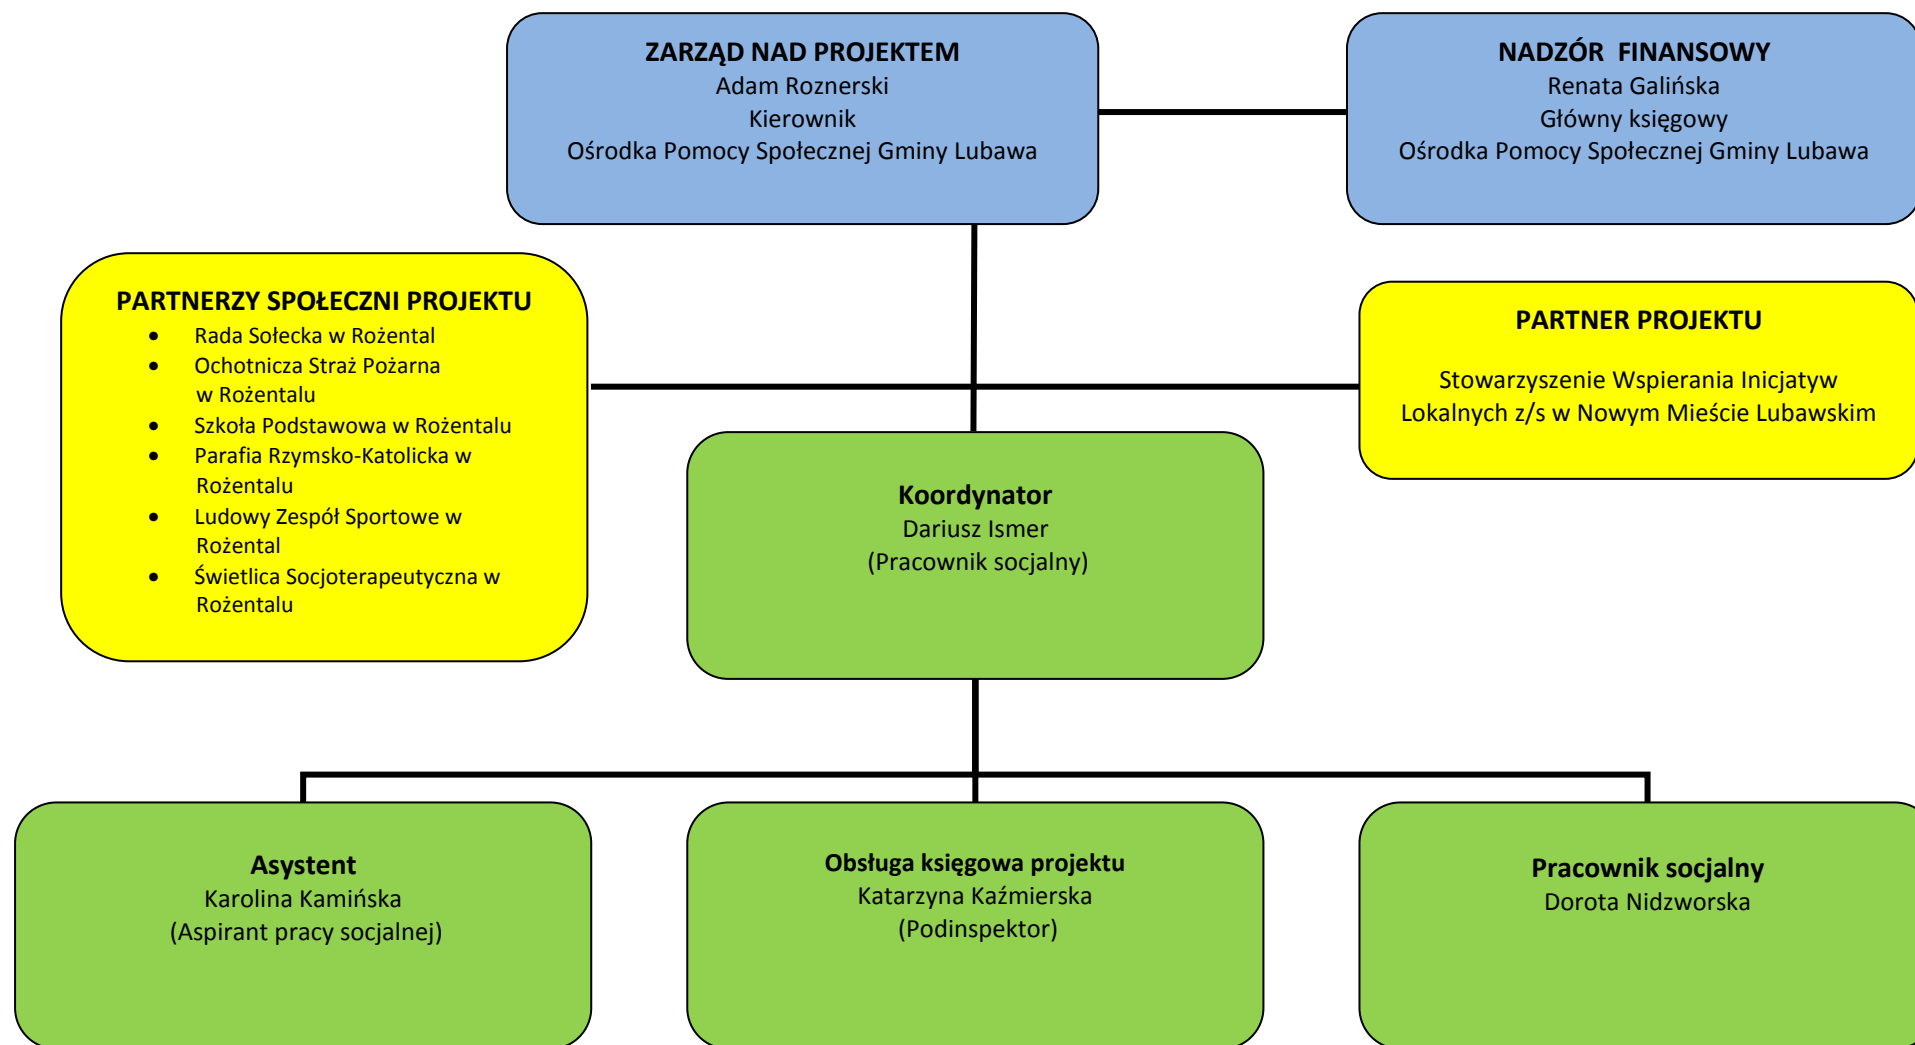 ZARZĄD NAD PROJEKTEM
Adam Roznerski
Kierownik
Ośrodka Pomocy Społecznej Gminy Lubawa
NADZÓR  FINANSOWY
Renata Galińska
Główny księgowy
Ośrodka Pomocy Społecznej Gminy Lubawa
PARTNERZY SPOŁECZNI PROJEKTU
• Rada Sołecka w Rożental
• Ochotnicza Straż Pożarna
w Rożentalu
• Szkoła Podstawowa w Rożentalu
• Parafia Rzymsko-Katolicka w
Rożentalu
• Ludowy Zespół Sportowe w
Rożental
• Świetlica Socjoterapeutyczna w
Rożentalu
PARTNER PROJEKTU
Stowarzyszenie Wspierania Inicjatyw
Lokalnych z/s w Nowym Mieście Lubawskim
Koordynator
Dariusz Ismer
(Pracownik socjalny)
Asystent
Karolina Kamińska
(Aspirant pracy socjalnej)
Obsługa księgowa projektu
Katarzyna Kaźmierska
(Podinspektor)
Pracownik socjalny
Dorota Nidzworska